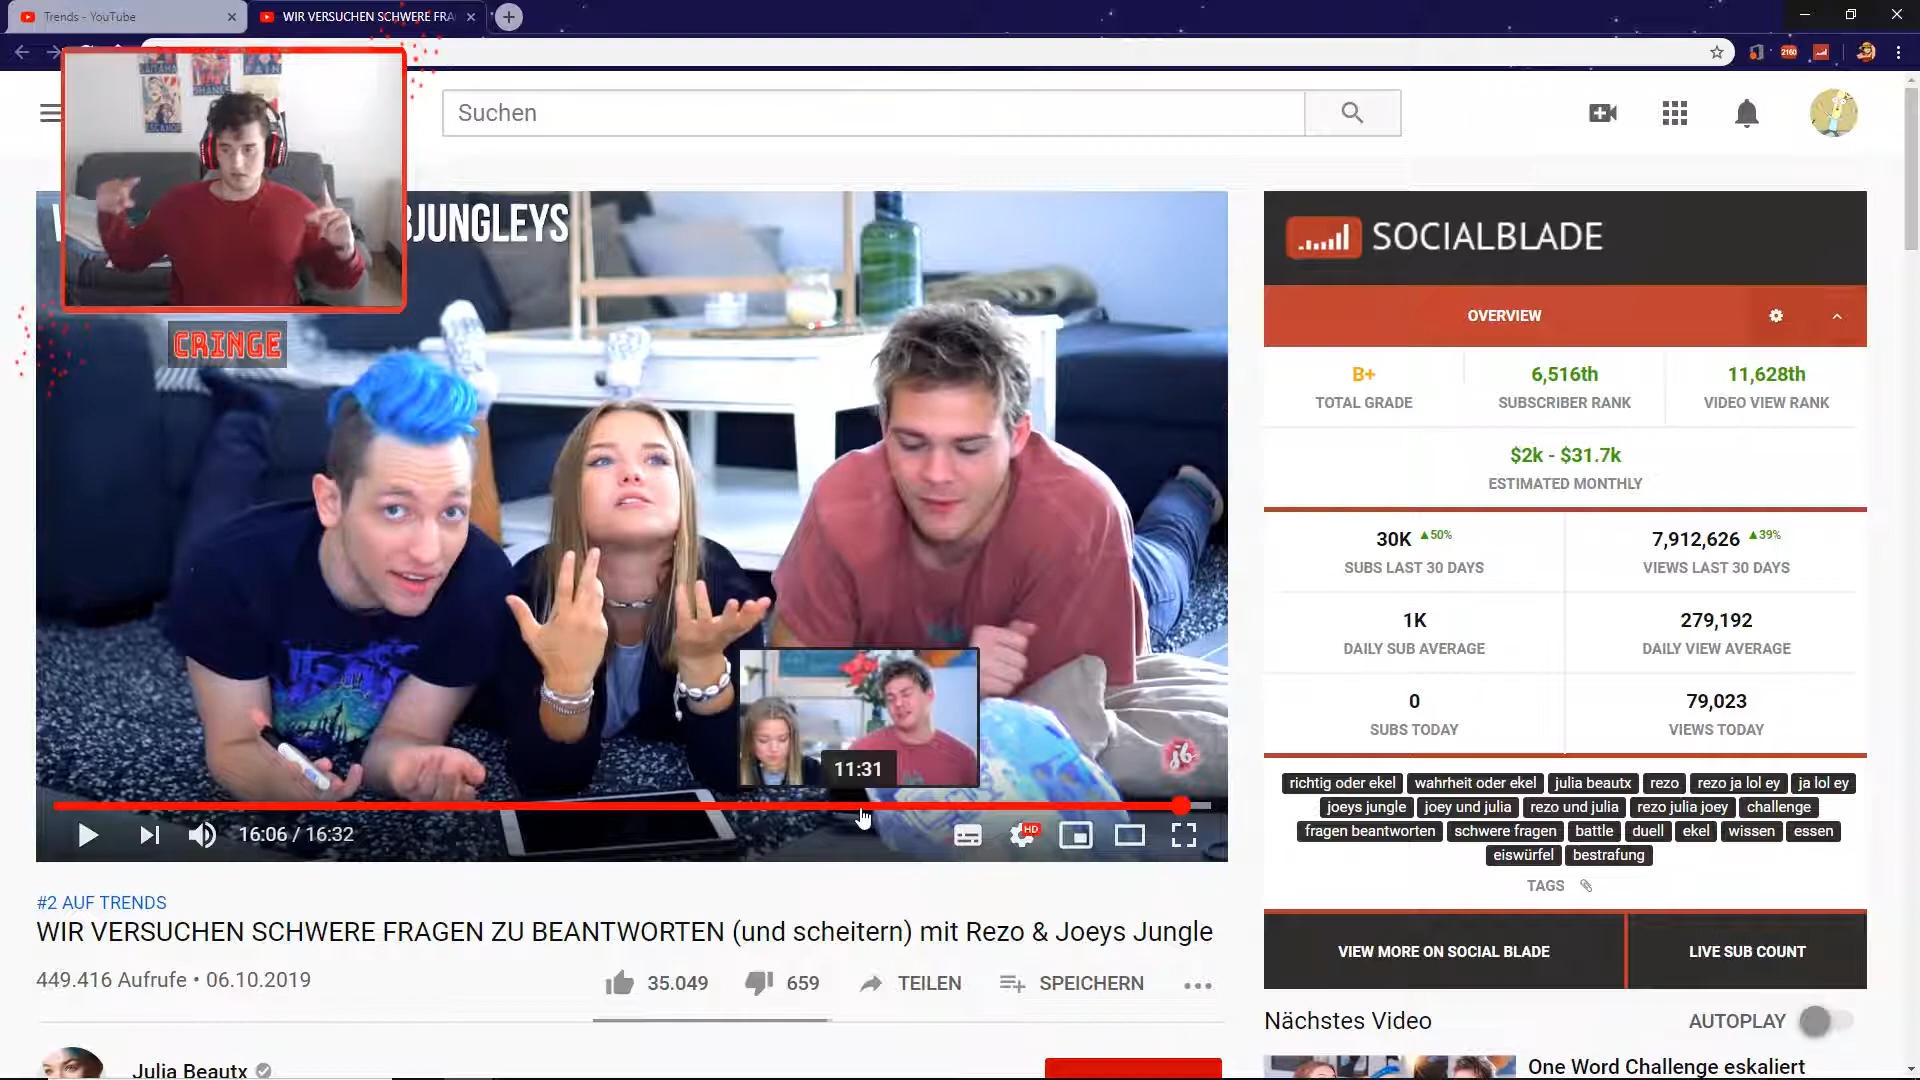 Trends - YouTube
WIR VERSUCHEN SCHWERE FRA
2160
Suchen
SHANKS
PAIN
ESCANOR
BJUNGLEYS
CRINGE
11:31
16:06 / 16:32
HD
jb
#2 AUF TRENDS
WIR VERSUCHEN SCHWERE FRAGEN ZU BEANTWORTEN (und scheitern) mit Rezo & Joeys Jungle
449.416 Aufrufe • 06.10.2019
35.049
659
TEILEN
SPEICHERN
Julia Beautx
SOCIALBLADE
OVERVIEW
B+
TOTAL GRADE
6,516th
SUBSCRIBER RANK
11,628th
VIDEO VIEW RANK
$2k - $31.7k
ESTIMATED MONTHLY
30K ▲50%
SUBS LAST 30 DAYS
7,912,626 ▲39%
VIEWS LAST 30 DAYS
1K
DAILY SUB AVERAGE
279,192
DAILY VIEW AVERAGE
0
SUBS TODAY
79,023
VIEWS TODAY
richtig oder ekel wahrheit oder ekel julia beautx rezo rezo ja lol ey ja lol ey
joeys jungle joey und julia rezo und julia rezo julia joey challenge
fragen beantworten schwere fragen battle duell ekel wissen essen
eiswürfel bestrafung
TAGS
VIEW MORE ON SOCIAL BLADE
LIVE SUB COUNT
Nächstes Video
AUTOPLAY
One Word Challenge eskaliert